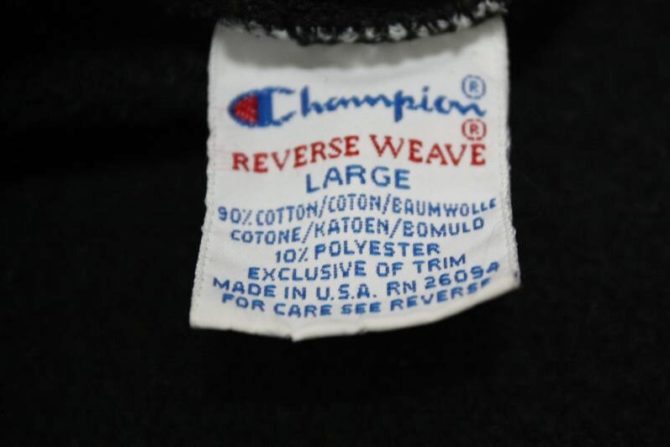 Champion®
REVERSE WEAVE®
LARGE
90% COTTON/COTON/BAUMWOLLE
COTONE/KATOEN/BOMULD
10% POLYESTER
EXCLUSIVE OF TRIM
MADE IN U.S.A. RN 26094
FOR CARE SEE REVERSE